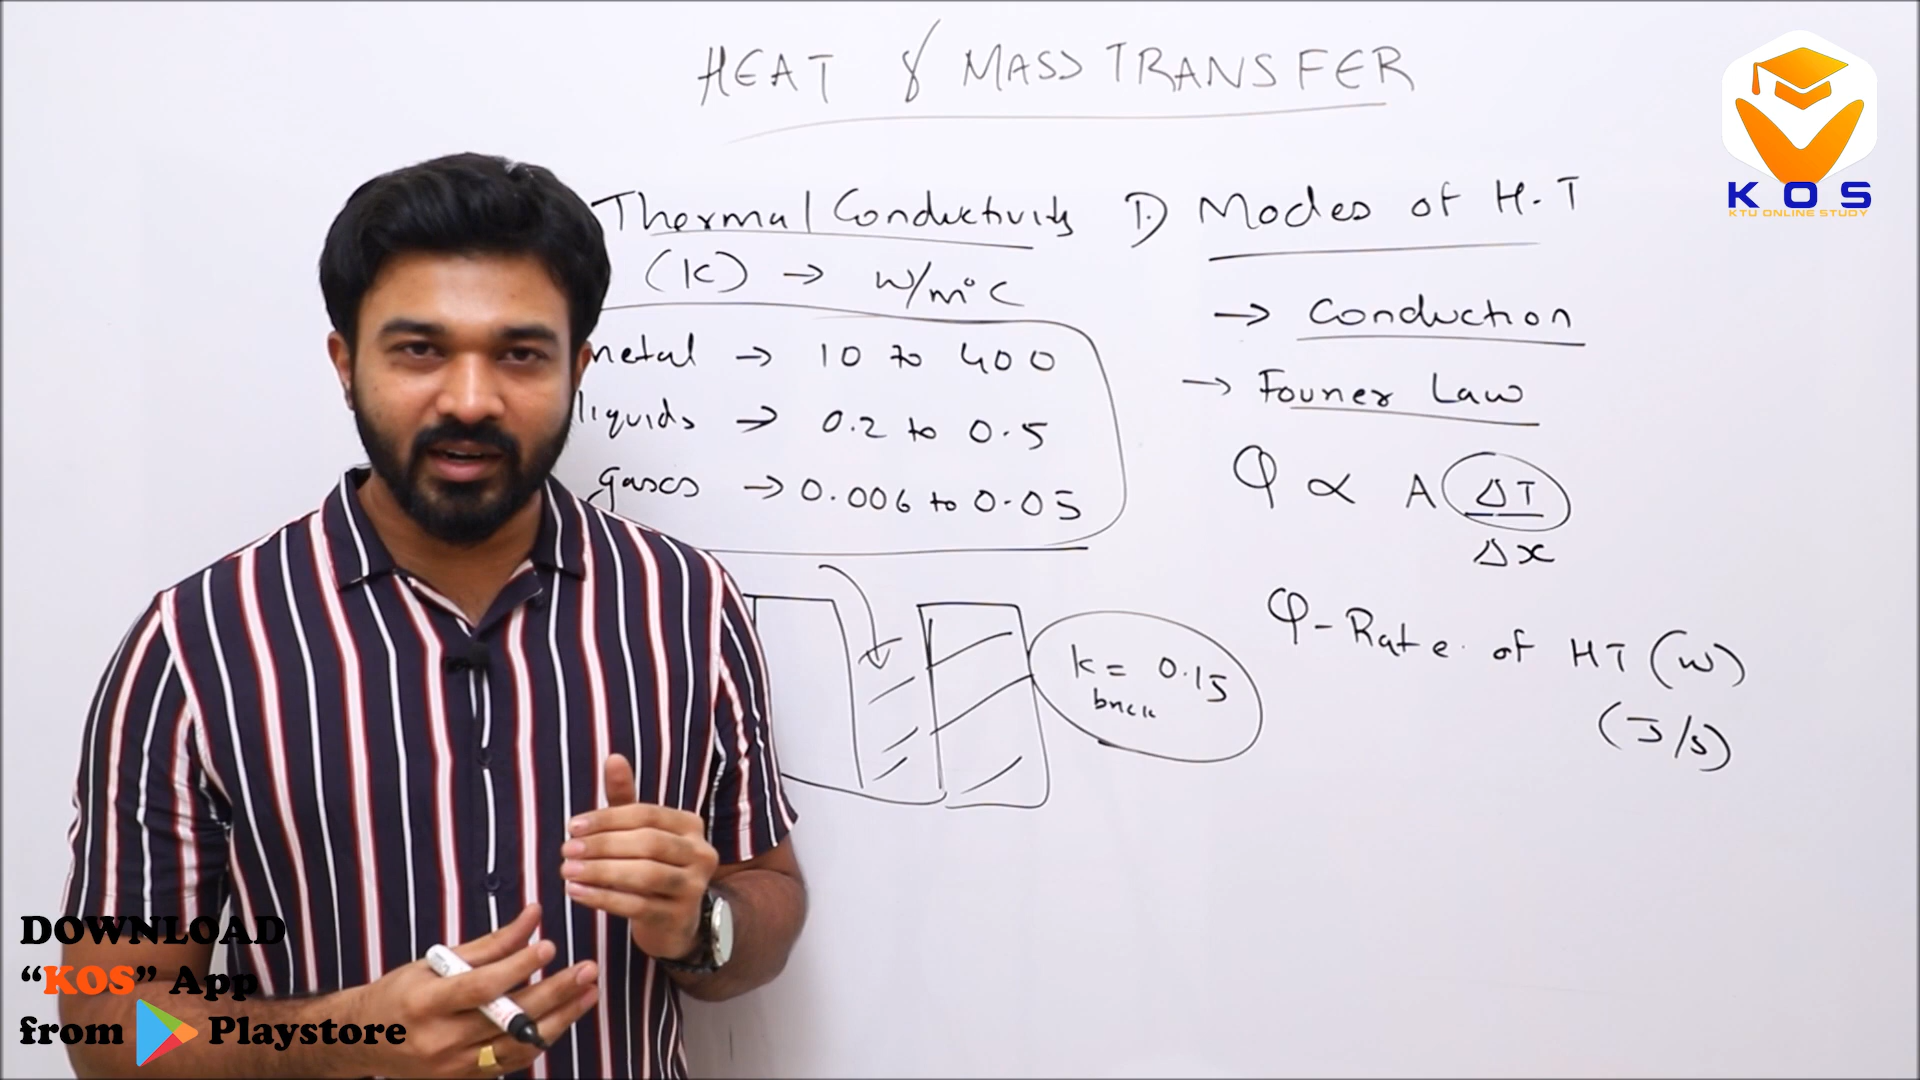 HEAT & MASS TRANSFER
KOS
KTU ONLINE STUDY
Thermal Conductivity
(K) → W/m°C
metal → 10 to 400
liquids → 0.2 to 0.5
gases → 0.006 to 0.05
k = 0.15
brick
1) Modes of H.T
→ Conduction
→ Fourier Law
Q ∝ A ΔT
Δx
Q - Rate of HT (W)
(J/s)
DOWNLOAD
“KOS” App
from Playstore